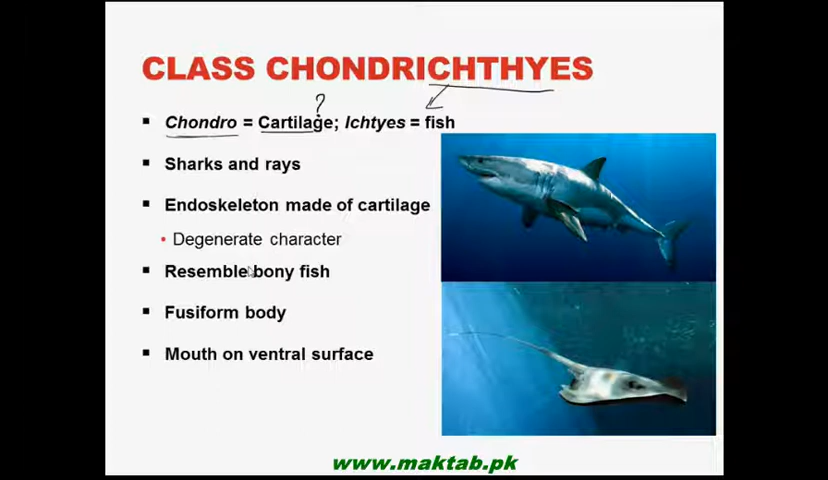 CLASS CHONDRICHTHYES
?
▪ Chondro = Cartilage; Ichtyes = fish
▪ Sharks and rays
▪ Endoskeleton made of cartilage
• Degenerate character
▪ Resemble bony fish
▪ Fusiform body
▪ Mouth on ventral surface
www.maktab.pk